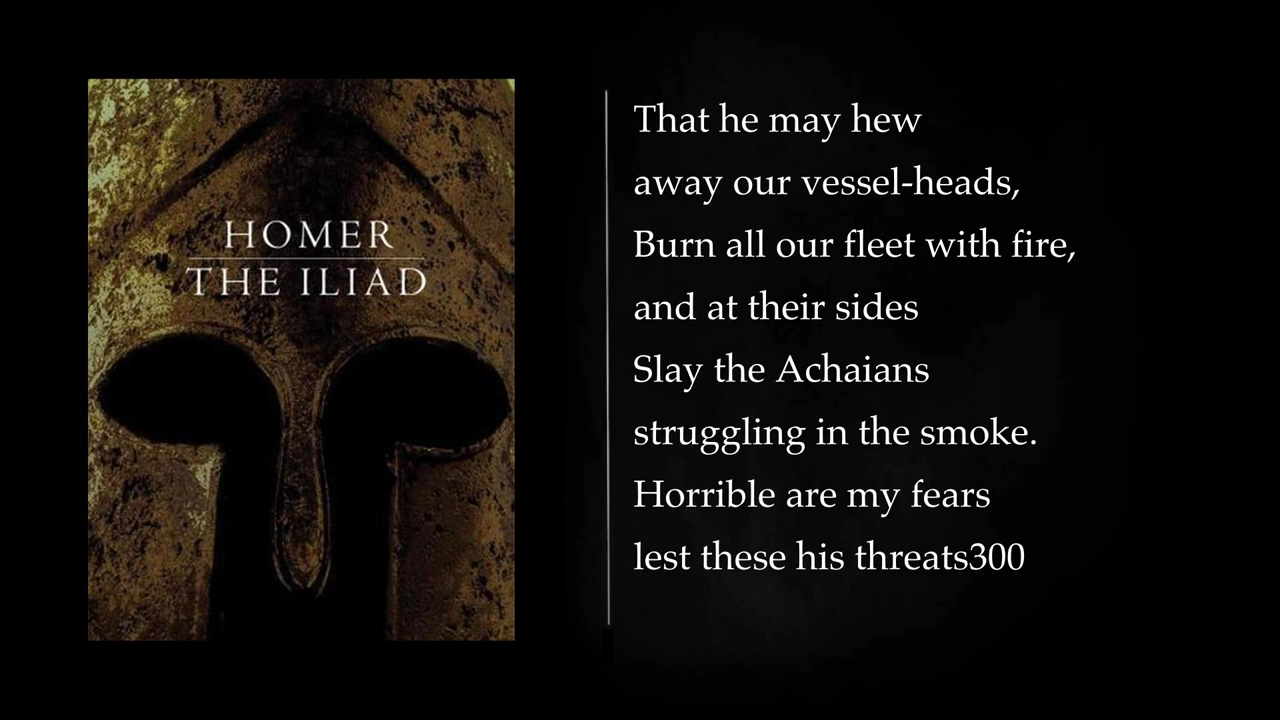 HOMER
THE ILIAD
That he may hew
away our vessel-heads,
Burn all our fleet with fire,
and at their sides
Slay the Achaians
struggling in the smoke.
Horrible are my fears
lest these his threats300